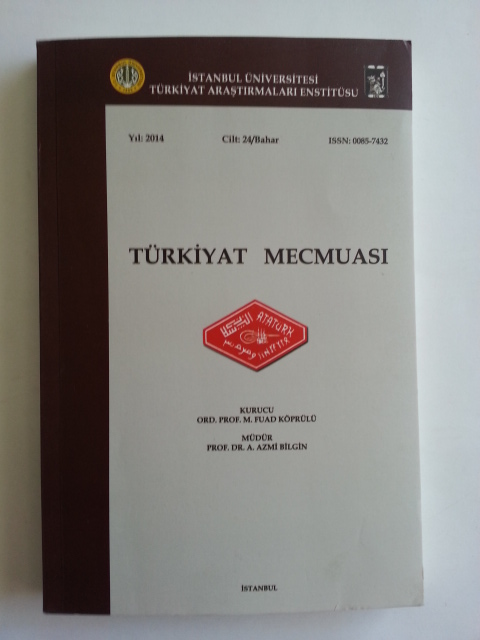 İSTANBUL ÜNİVERSİTESİ
TÜRKİYAT ARAŞTIRMALARI ENSTİTÜSU
Yıl: 2014 Cilt: 24/Bahar ISSN: 0085-7432
TÜRKİYAT MECMUASI
ATATÜRK
KURUCU
ORD. PROF. M. FUAD KÖPRÜLÜ
MÜDÜR
PROF. DR. A. AZMİ BİLGİN
İSTANBUL